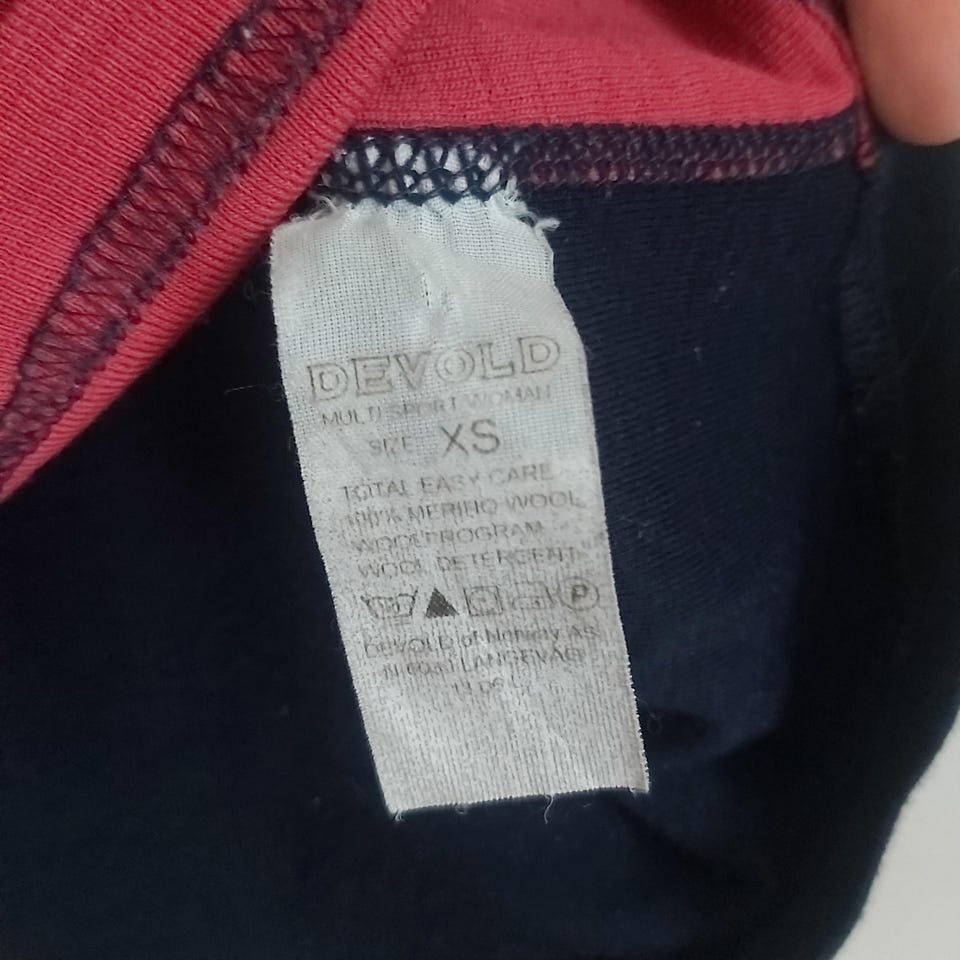 DEVOLD
MULTI SPORT WOMAN
SIZE XS
TOTAL EASY CARE
100% MERINO WOOL
WOOLPROGRAM
WOOL DETERGENT
P
DEVOLD of Norway AS
LANGEVÅG